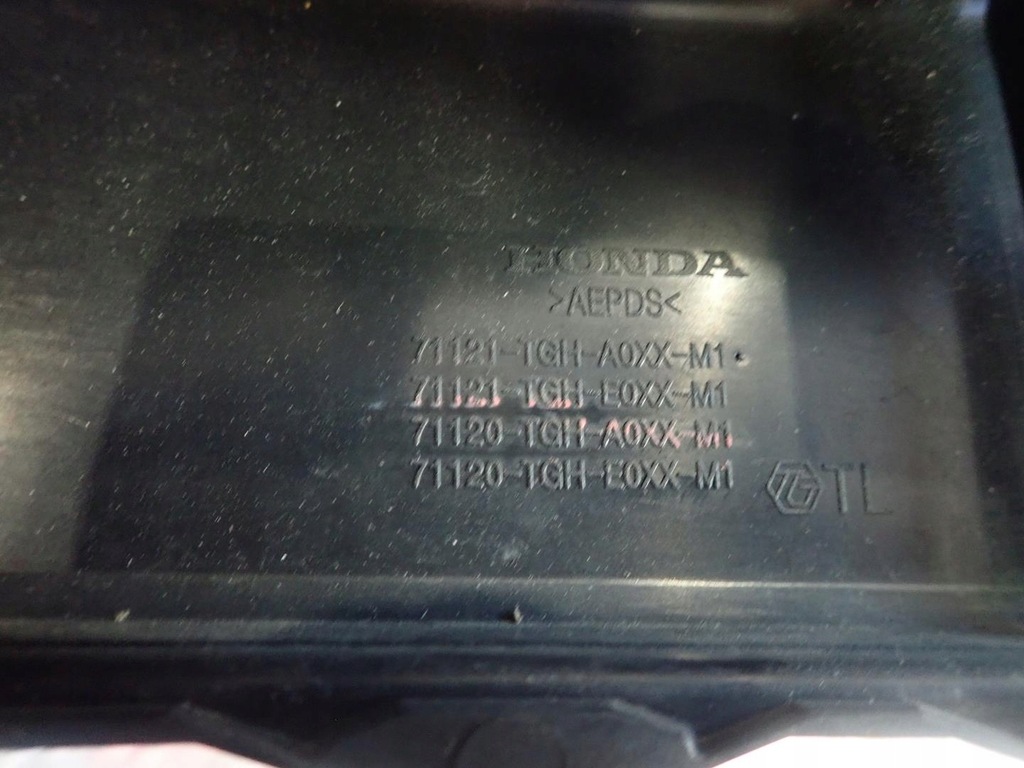 HONDA
>AEPDS<
71121-TGH-A0XX-M1
71121-TGH-E0XX-M1
71120-TGH-A0XX-M1
71120-TGH-E0XX-M1
TG TL